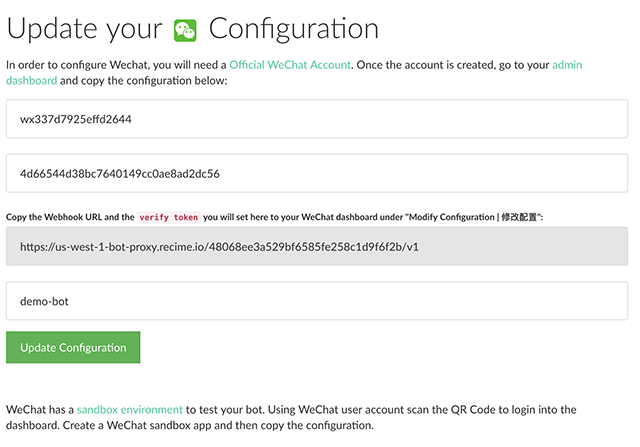 Update your Configuration
In order to configure Wechat, you will need a Official WeChat Account. Once the account is created, go to your admin
dashboard and copy the configuration below:
wx337d7925effd2644
4d66544d38bc7640149cc0ae8ad2dc56
Copy the Webhook URL and the verify token you will set here to your WeChat dashboard under "Modify Configuration | 修改配置":
https://us-west-1-bot-proxy.recime.io/48068ee3a529bf6585fe258c1d9f6f2b/v1
demo-bot
Update Configuration
WeChat has a sandbox environment to test your bot. Using WeChat user account scan the QR Code to login into the
dashboard. Create a WeChat sandbox app and then copy the configuration.